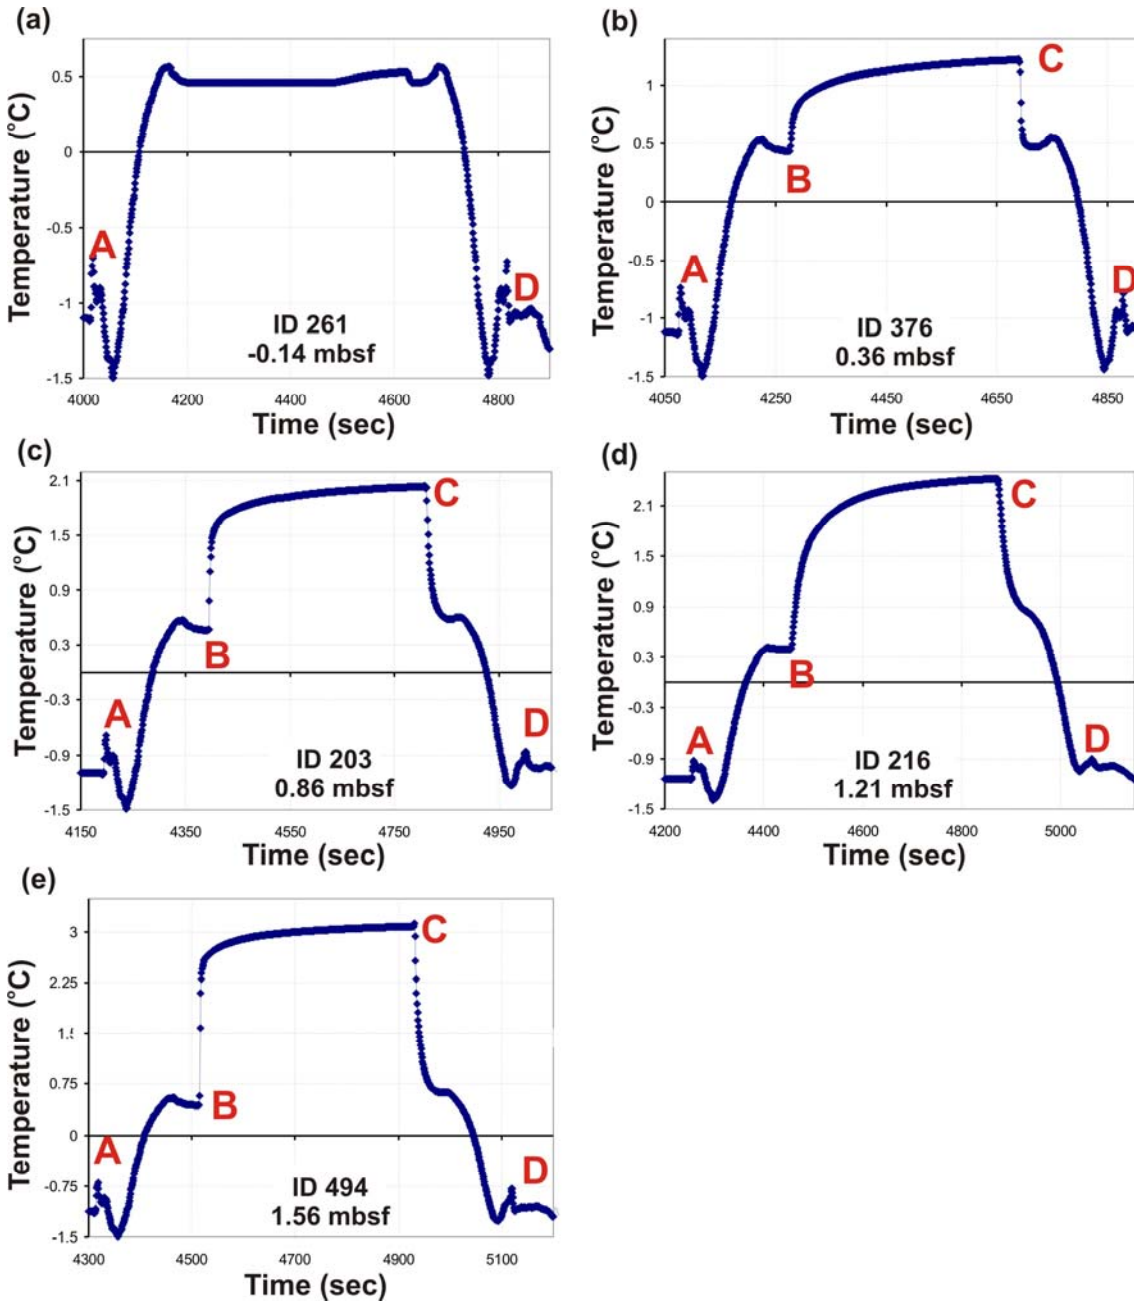 (a)
Temperature (°C)
0.5
0
-0.5
-1
-1.5
A
D
ID 261
-0.14 mbsf
4000 4200 4400 4600 4800
Time (sec)
(b)
Temperature (°C)
1
0.5
0
-0.5
-1
-1.5
A
B
C
D
ID 376
0.36 mbsf
4050 4250 4450 4650 4850
Time (sec)
(c)
Temperature (°C)
2.1
1.5
0.9
0.3
-0.3
-0.9
-1.5
A
B
C
D
ID 203
0.86 mbsf
4150 4350 4550 4750 4950
Time (sec)
(d)
Temperature (°C)
2.1
1.5
0.9
0.3
-0.3
-0.9
-1.5
A
B
C
D
ID 216
1.21 mbsf
4200 4400 4600 4800 5000
Time (sec)
(e)
Temperature (°C)
3
2.25
1.1
0.75
0
-0.75
-1.5
A
B
C
D
ID 494
1.56 mbsf
4300 4500 4700 4900 5100
Time (sec)